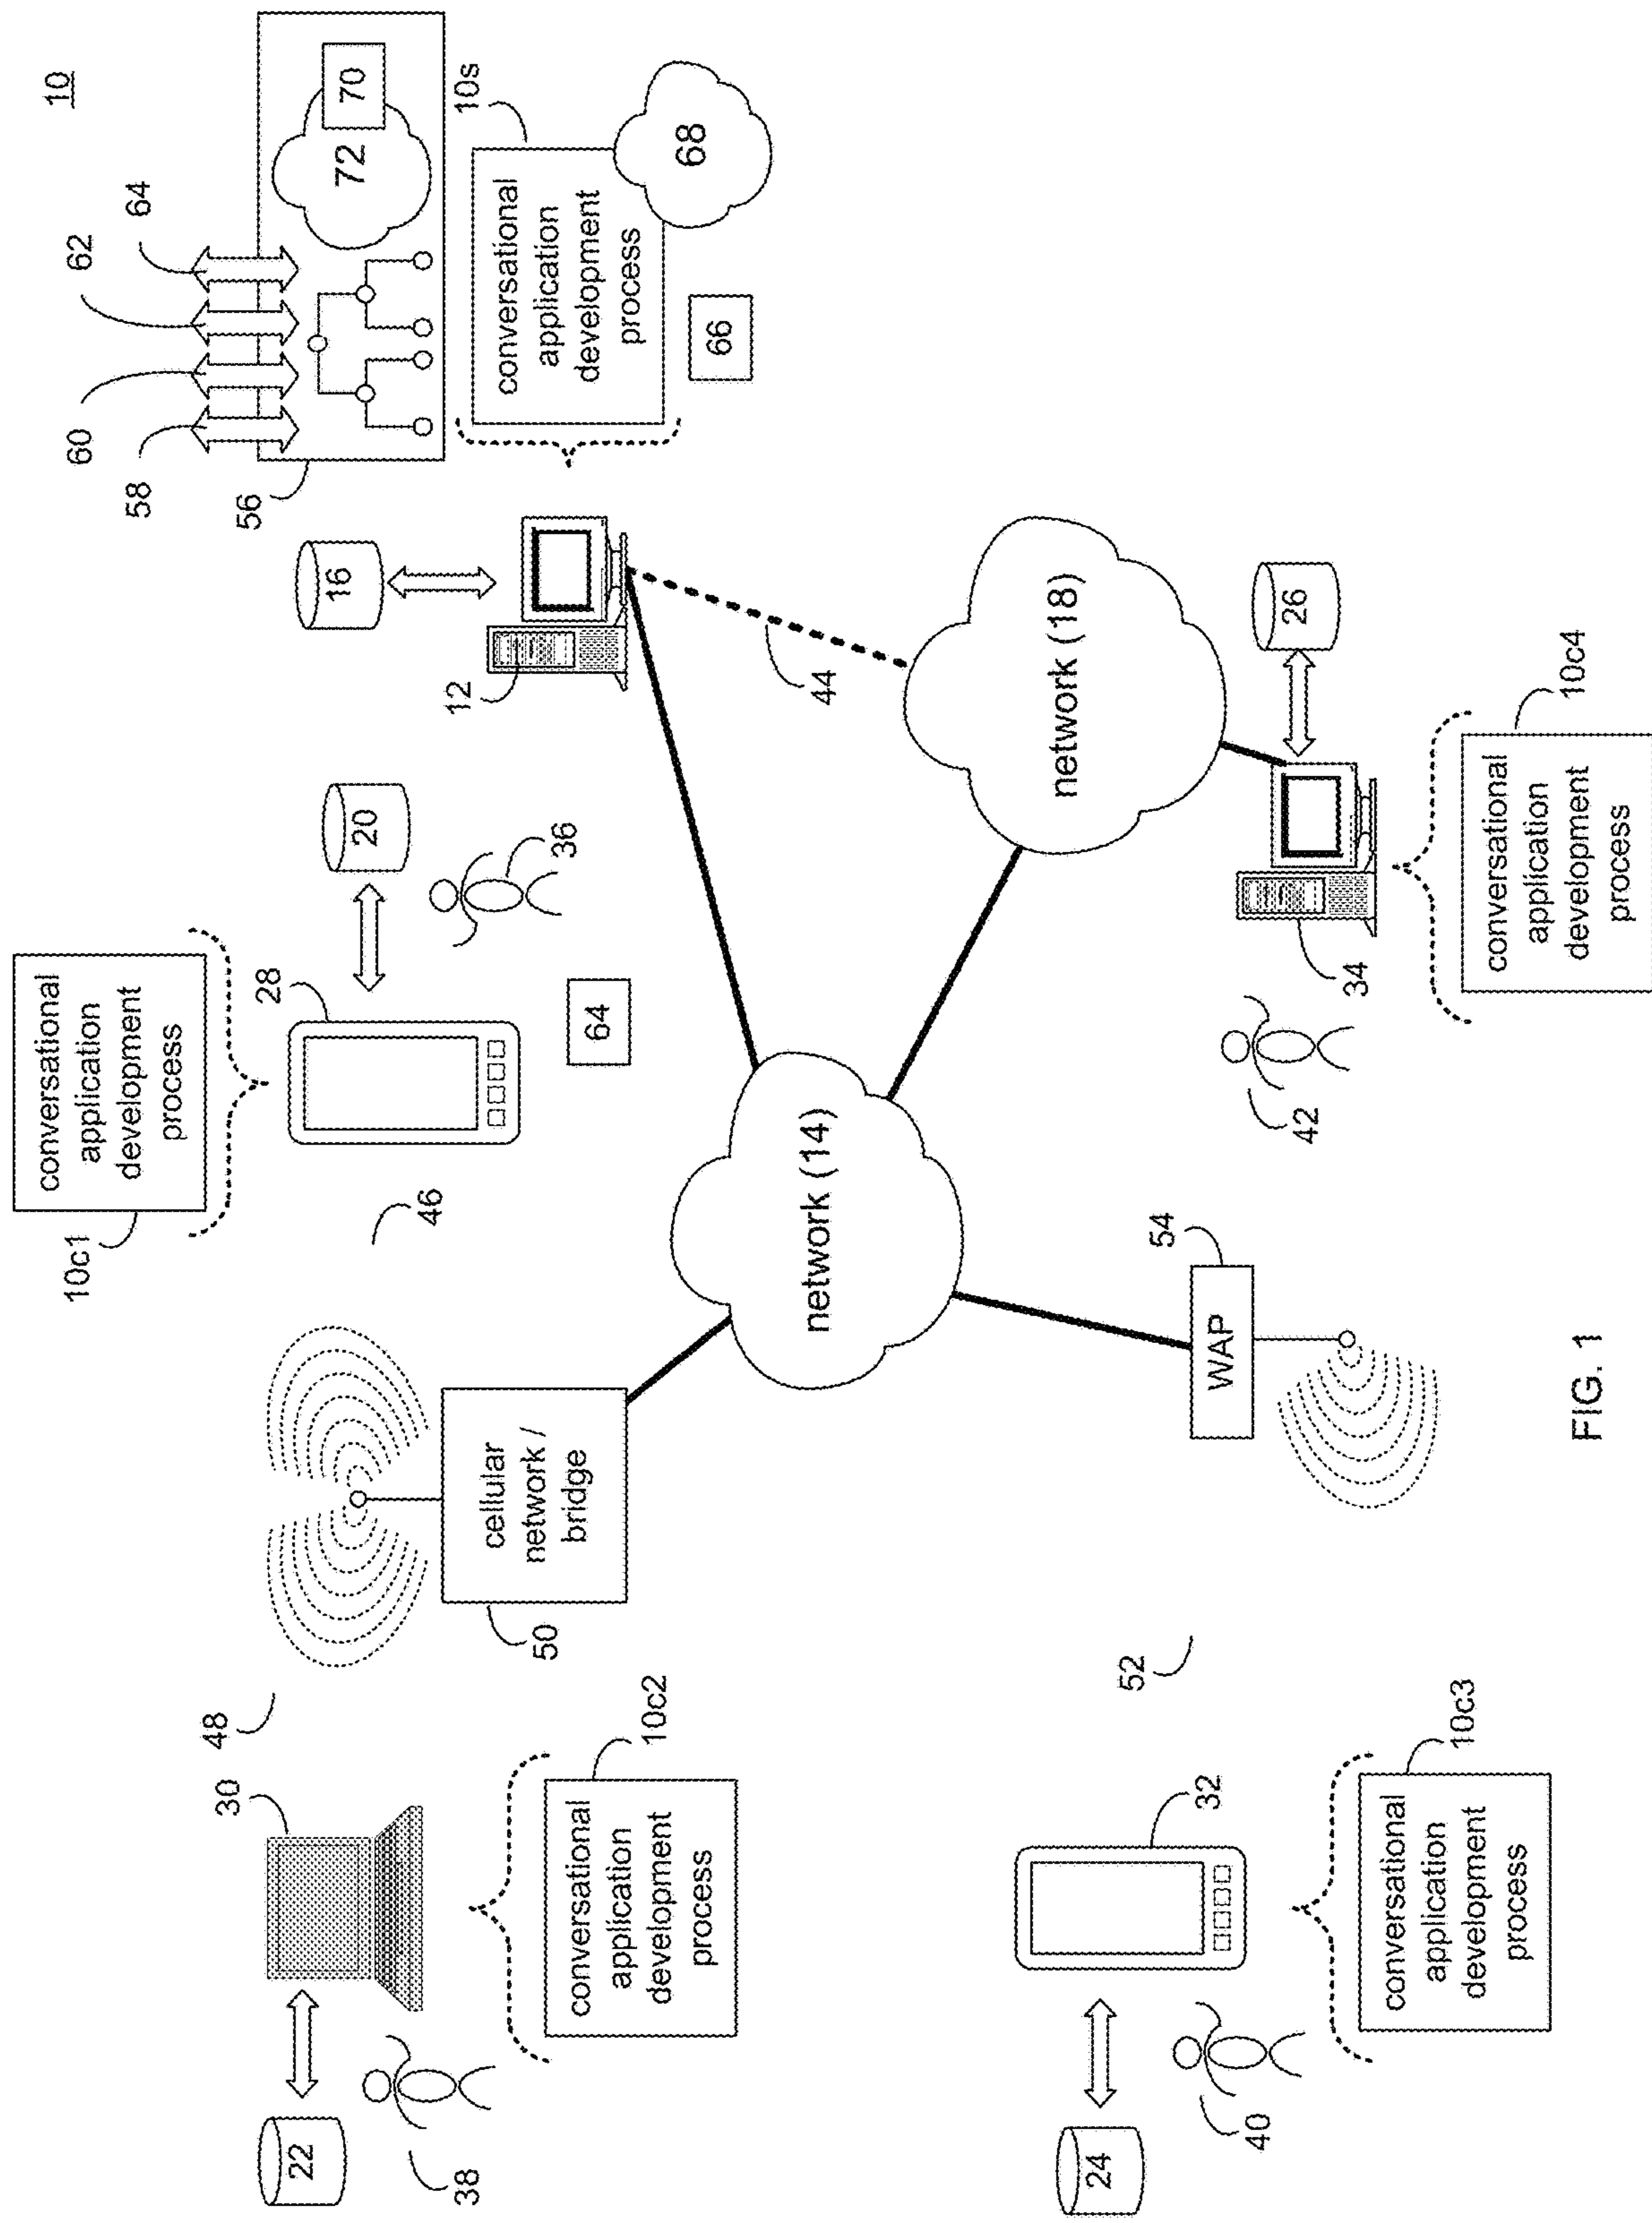 10
10c1
conversational
application
development
process
60
62
58
64
48
30
56
28
22
16
72
70
20
46
38
12
10s
conversational
application
development
process
36
50
cellular
network /
bridge
64
10c2
conversational
application
development
process
66
68
44
network (14)
network (18)
24
52
54
32
WAP
40
42
26
34
10c3
conversational
application
development
process
10c4
conversational
application
development
process
FIG. 1